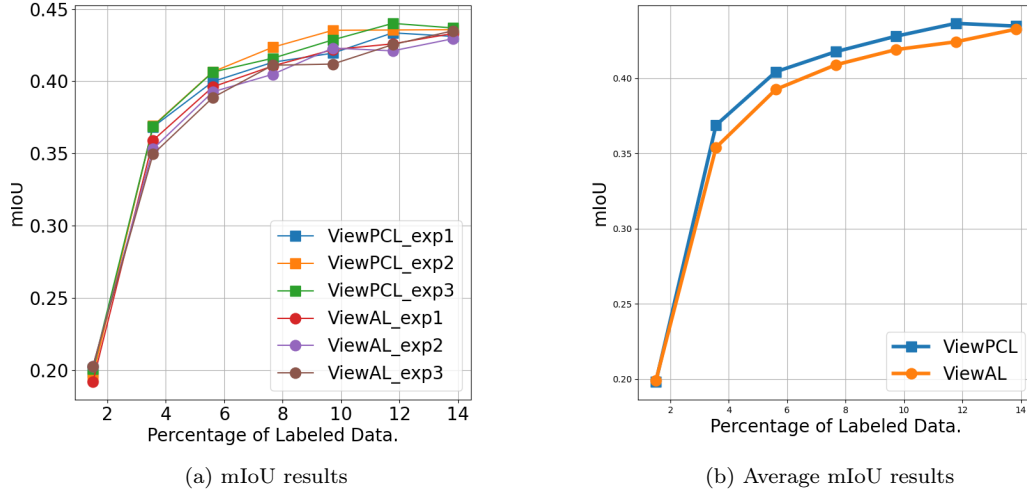 0.45
0.40
0.35
0.30
0.25
0.20
mIoU
ViewPCL_exp1
ViewPCL_exp2
ViewPCL_exp3
ViewAL_exp1
ViewAL_exp2
ViewAL_exp3
2 4 6 8 10 12 14
Percentage of Labeled Data.
(a) mIoU results
0.40
0.35
0.30
0.25
0.20
mIoU
ViewPCL
ViewAL
2 4 6 8 10 12 14
Percentage of Labeled Data.
(b) Average mIoU results